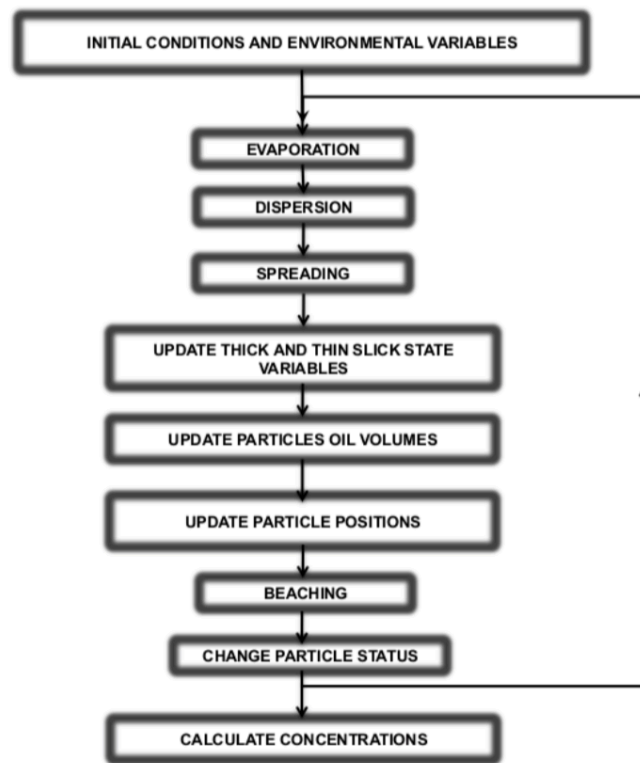 INITIAL CONDITIONS AND ENVIRONMENTAL VARIABLES
EVAPORATION
DISPERSION
SPREADING
UPDATE THICK AND THIN SLICK STATE
VARIABLES
UPDATE PARTICLES OIL VOLUMES
UPDATE PARTICLE POSITIONS
BEACHING
CHANGE PARTICLE STATUS
CALCULATE CONCENTRATIONS